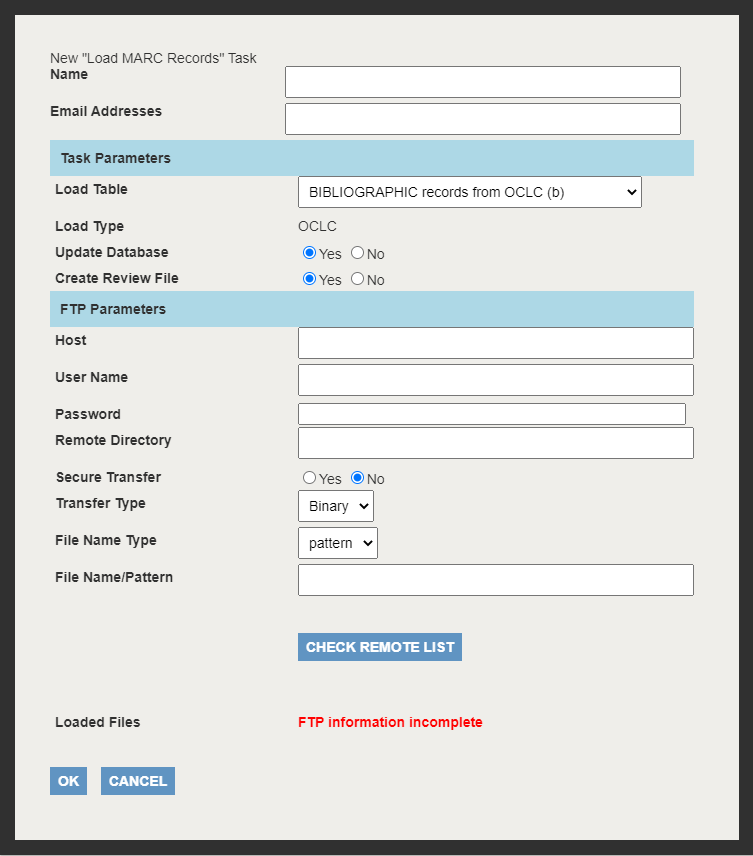 New "Load MARC Records" Task
Name
Email Addresses
Task Parameters
Load Table BIBLIOGRAPHIC records from OCLC (b)
Load Type OCLC
Update Database Yes No
Create Review File Yes No
FTP Parameters
Host
User Name
Password
Remote Directory
Secure Transfer Yes No
Transfer Type Binary
File Name Type pattern
File Name/Pattern
CHECK REMOTE LIST
Loaded Files FTP information incomplete
OK CANCEL